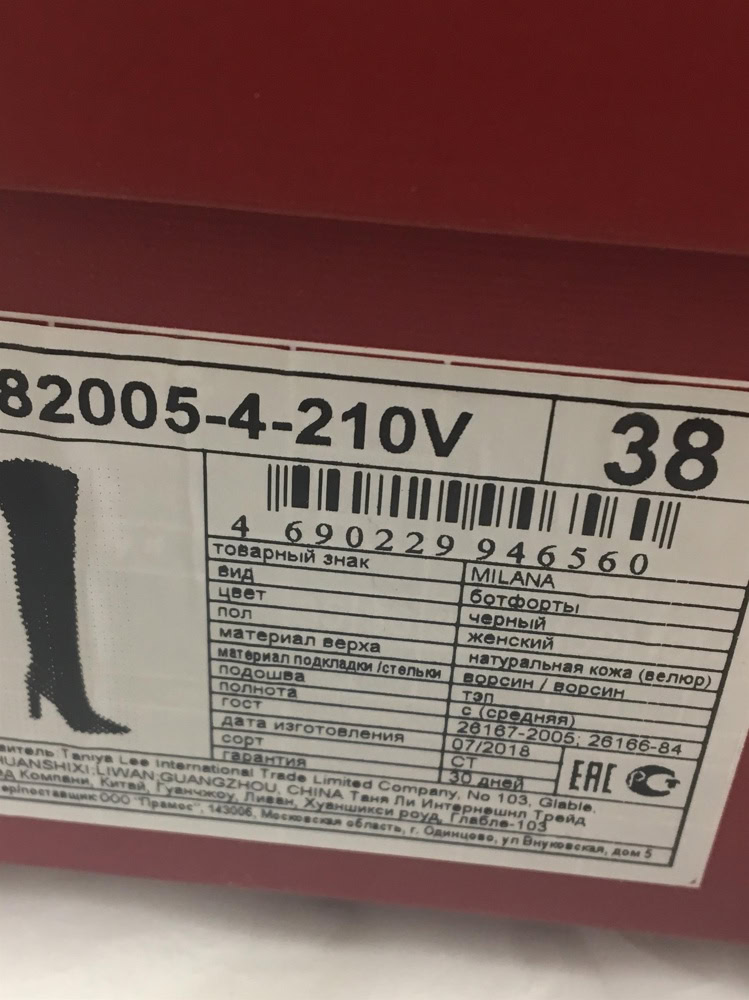 82005-4-210V
38
4 690229 946560
товарный знак MILANA
вид ботфорты
цвет черный
пол женский
материал верха натуральная кожа (велюр)
материал подкладки /стельки ворсин / ворсин
подошва тэп
полнота с (средняя)
гост 26167-2005; 26166-84
дата изготовления 07/2018
сорт СТ
гарантия 30 дней
EAC
Taniya Lee International Trade Limited Company, No 103, Glable,
HUANSHIXI,LIWAN,GUANGZHOU, CHINA Таня Ли Интернешнл Трейд
Компани, Китай, Гуанчжоу, Ливан, Хуаншикси роуд, Глабле-103
ООО "Прамос", 143006, Московская область, г. Одинцово, ул Внуковская, дом 5